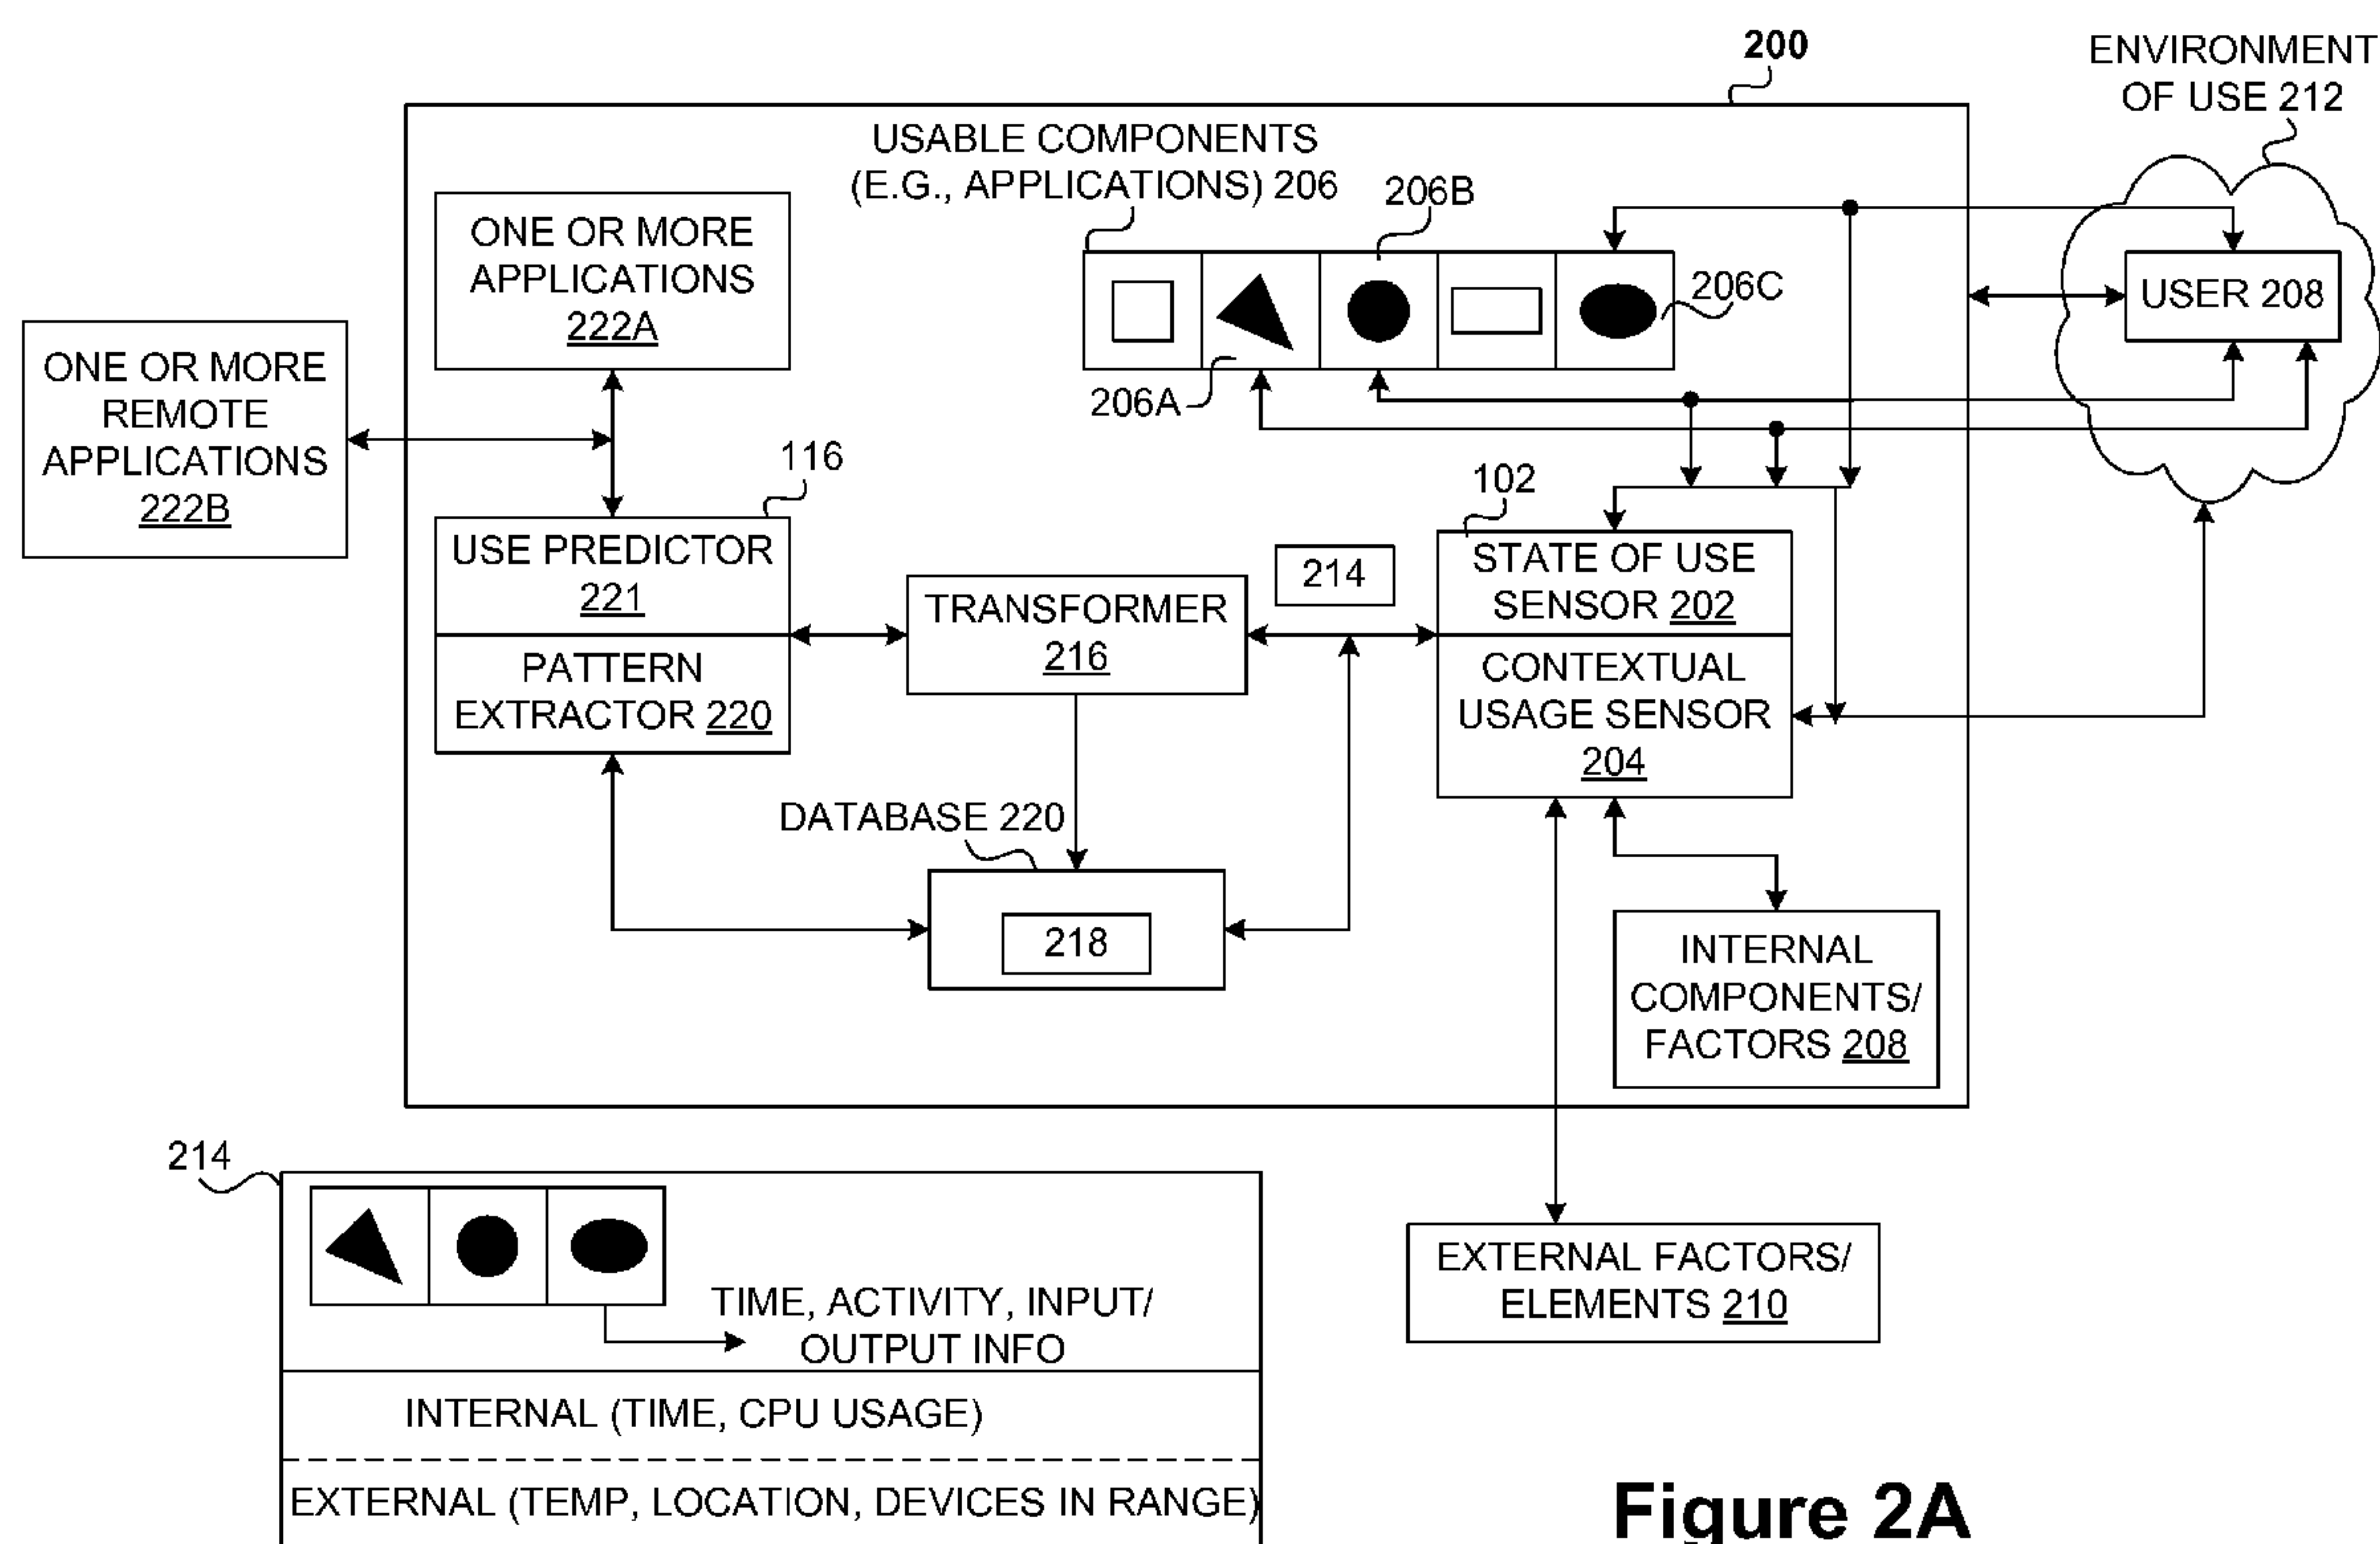 200
ENVIRONMENT
OF USE 212
USABLE COMPONENTS
(E.G., APPLICATIONS) 206
206B
ONE OR MORE
APPLICATIONS
222A
206C
USER 208
ONE OR MORE
REMOTE
APPLICATIONS
222B
206A
116
102
USE PREDICTOR
221
PATTERN
EXTRACTOR 220
TRANSFORMER
216
214
STATE OF USE
SENSOR 202
CONTEXTUAL
USAGE SENSOR
204
DATABASE 220
218
INTERNAL
COMPONENTS/
FACTORS 208
EXTERNAL FACTORS/
ELEMENTS 210
214
TIME, ACTIVITY, INPUT/
OUTPUT INFO
INTERNAL (TIME, CPU USAGE)
EXTERNAL (TEMP, LOCATION, DEVICES IN RANGE)
Figure 2A